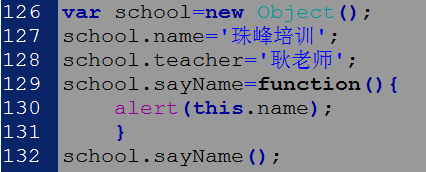 126 var school=new Object();
127 school.name='珠峰培训';
128 school.teacher='耿老师';
129 school.sayName=function(){
130     alert(this.name);
131     }
132 school.sayName();